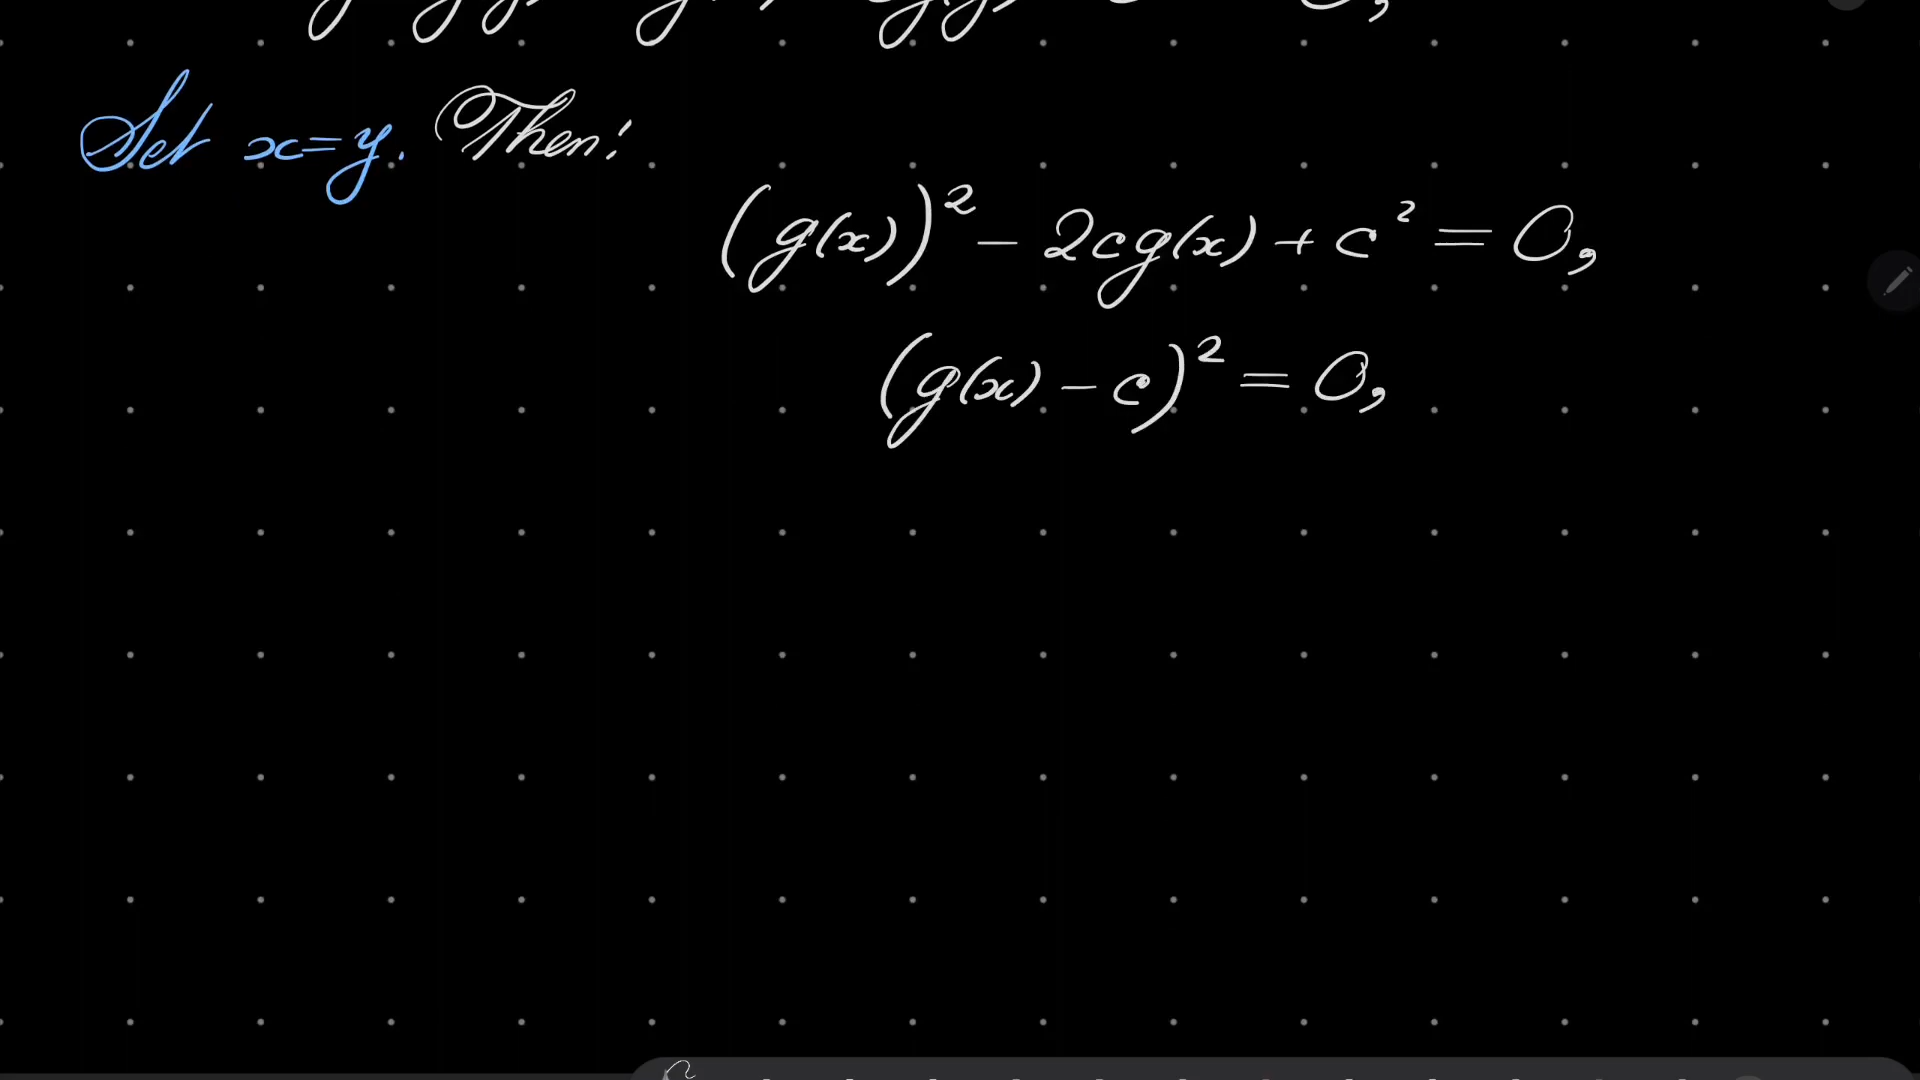 Set x=y. Then:
(g(x))² - 2cg(x) + c² = 0,
(g(x) - c)² = 0,